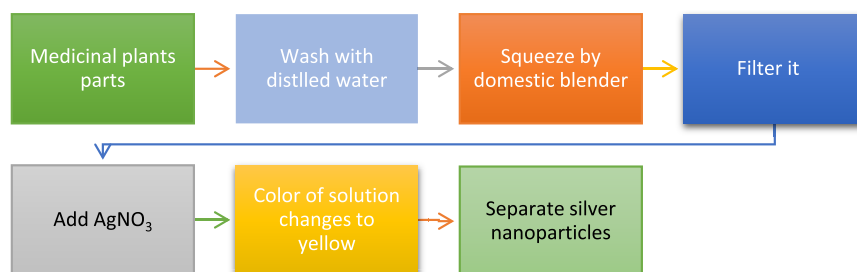 Medicinal plants
parts
Wash with
distlled water
Squeeze by
domestic blender
Filter it
Add AgNO₃
Color of solution
changes to
yellow
Separate silver
nanoparticles